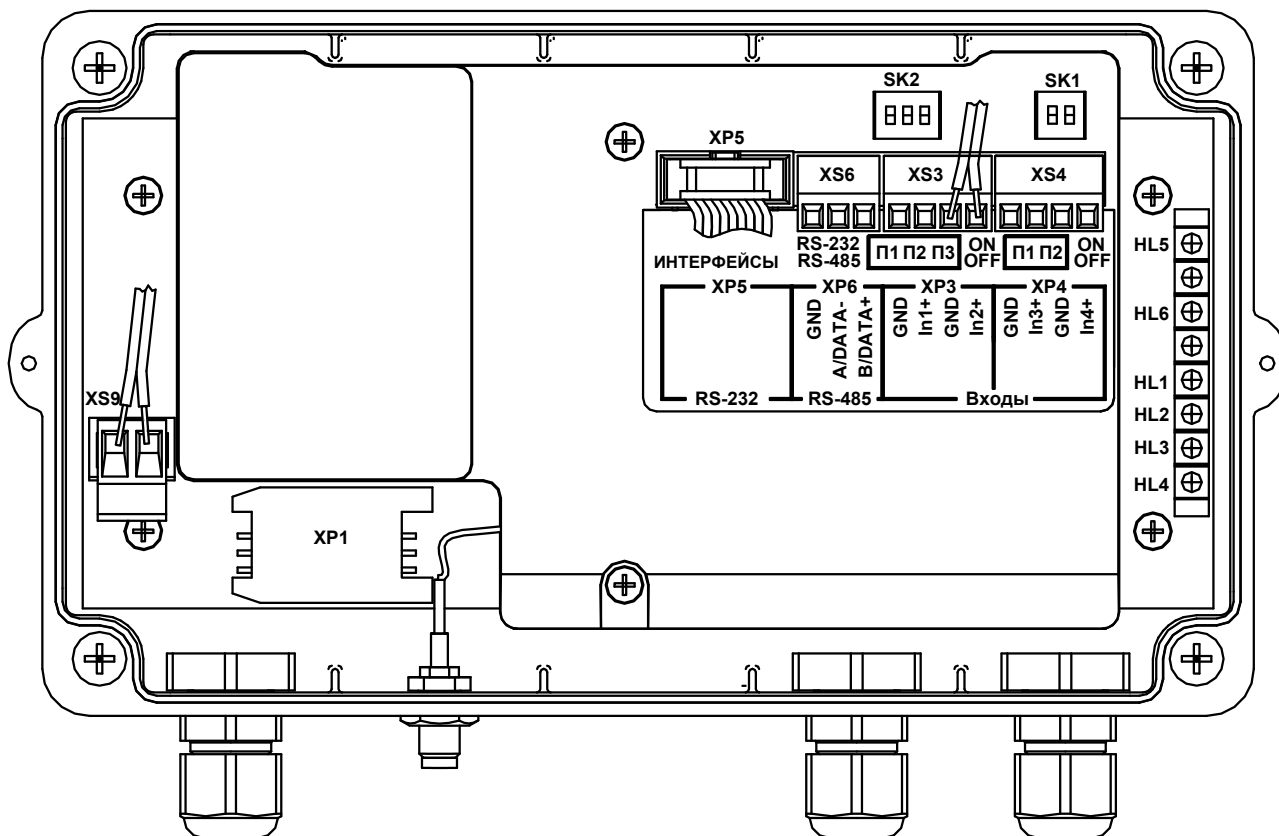 SK2
SK1
XP5
XS6
XS3
XS4
RS-232
RS-485
П1 П2 П3
ON
OFF
П1 П2
ON
OFF
ИНТЕРФЕЙСЫ
XP5
XP6
XP3
XP4
GND
A/DATA-
B/DATA+
GND
In1+
GND
In2+
GND
In3+
GND
In4+
RS-232
RS-485
Входы
HL5
HL6
HL1
HL2
HL3
HL4
XS9
XP1